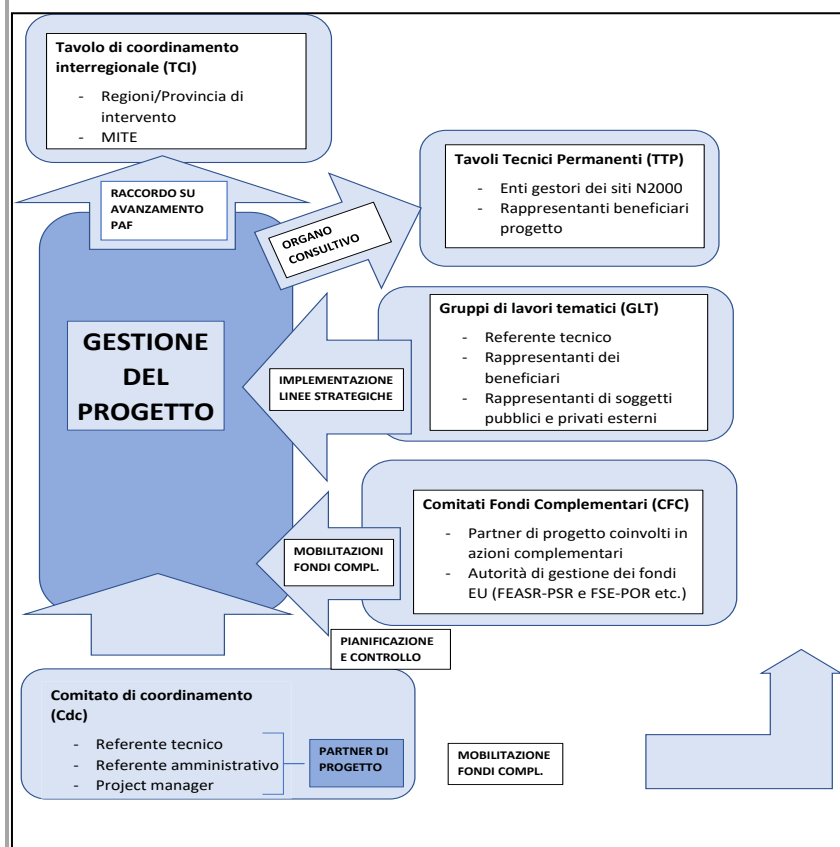 Tavolo di coordinamento
interregionale (TCI)
- Regioni/Provincia di
intervento
- MITE
RACCORDO SU
AVANZAMENTO
PAF
ORGANO
CONSULTIVO
Tavoli Tecnici Permanenti (TTP)
- Enti gestori dei siti N2000
- Rappresentanti beneficiari
progetto
GESTIONE
DEL
PROGETTO
IMPLEMENTAZIONE
LINEE STRATEGICHE
Gruppi di lavori tematici (GLT)
- Referente tecnico
- Rappresentanti dei
beneficiari
- Rappresentanti di soggetti
pubblici e privati esterni
MOBILITAZIONI
FONDI COMPL.
Comitati Fondi Complementari (CFC)
- Partner di progetto coinvolti in
azioni complementari
- Autorità di gestione dei fondi
EU (FEASR-PSR e FSE-POR etc.)
PIANIFICAZIONE
E CONTROLLO
Comitato di coordinamento
(Cdc)
- Referente tecnico
- Referente amministrativo
- Project manager
PARTNER DI
PROGETTO
MOBILITAZIONE
FONDI COMPL.